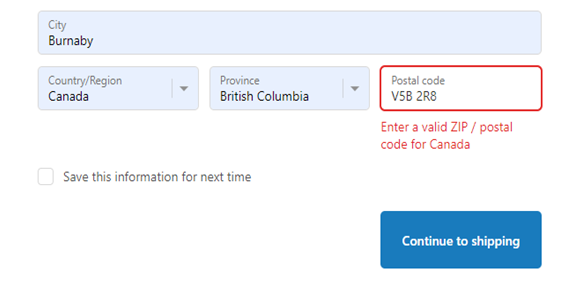 City
Burnaby
Country/Region
Canada
Province
British Columbia
Postal code
V5B 2R8
Enter a valid ZIP / postal
code for Canada
Save this information for next time
Continue to shipping